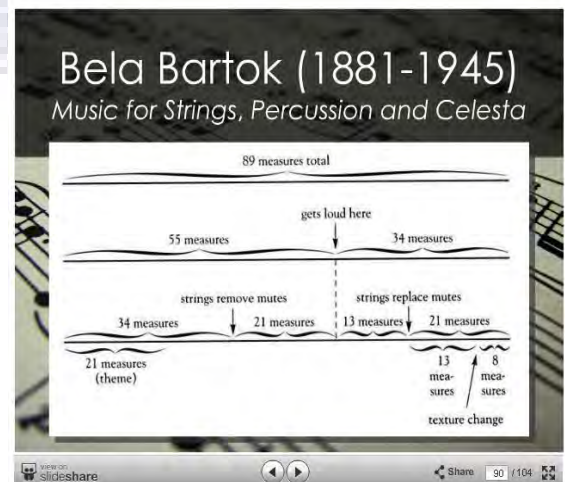 Bela Bartok (1881-1945)
Music for Strings, Percussion and Celesta
89 measures total
gets loud here
55 measures
34 measures
strings remove mutes
strings replace mutes
34 measures
21 measures
13 measures
21 measures
21 measures
(theme)
13
mea-
sures
8
mea-
sures
texture change
view on
slideshare
Share
90 / 104